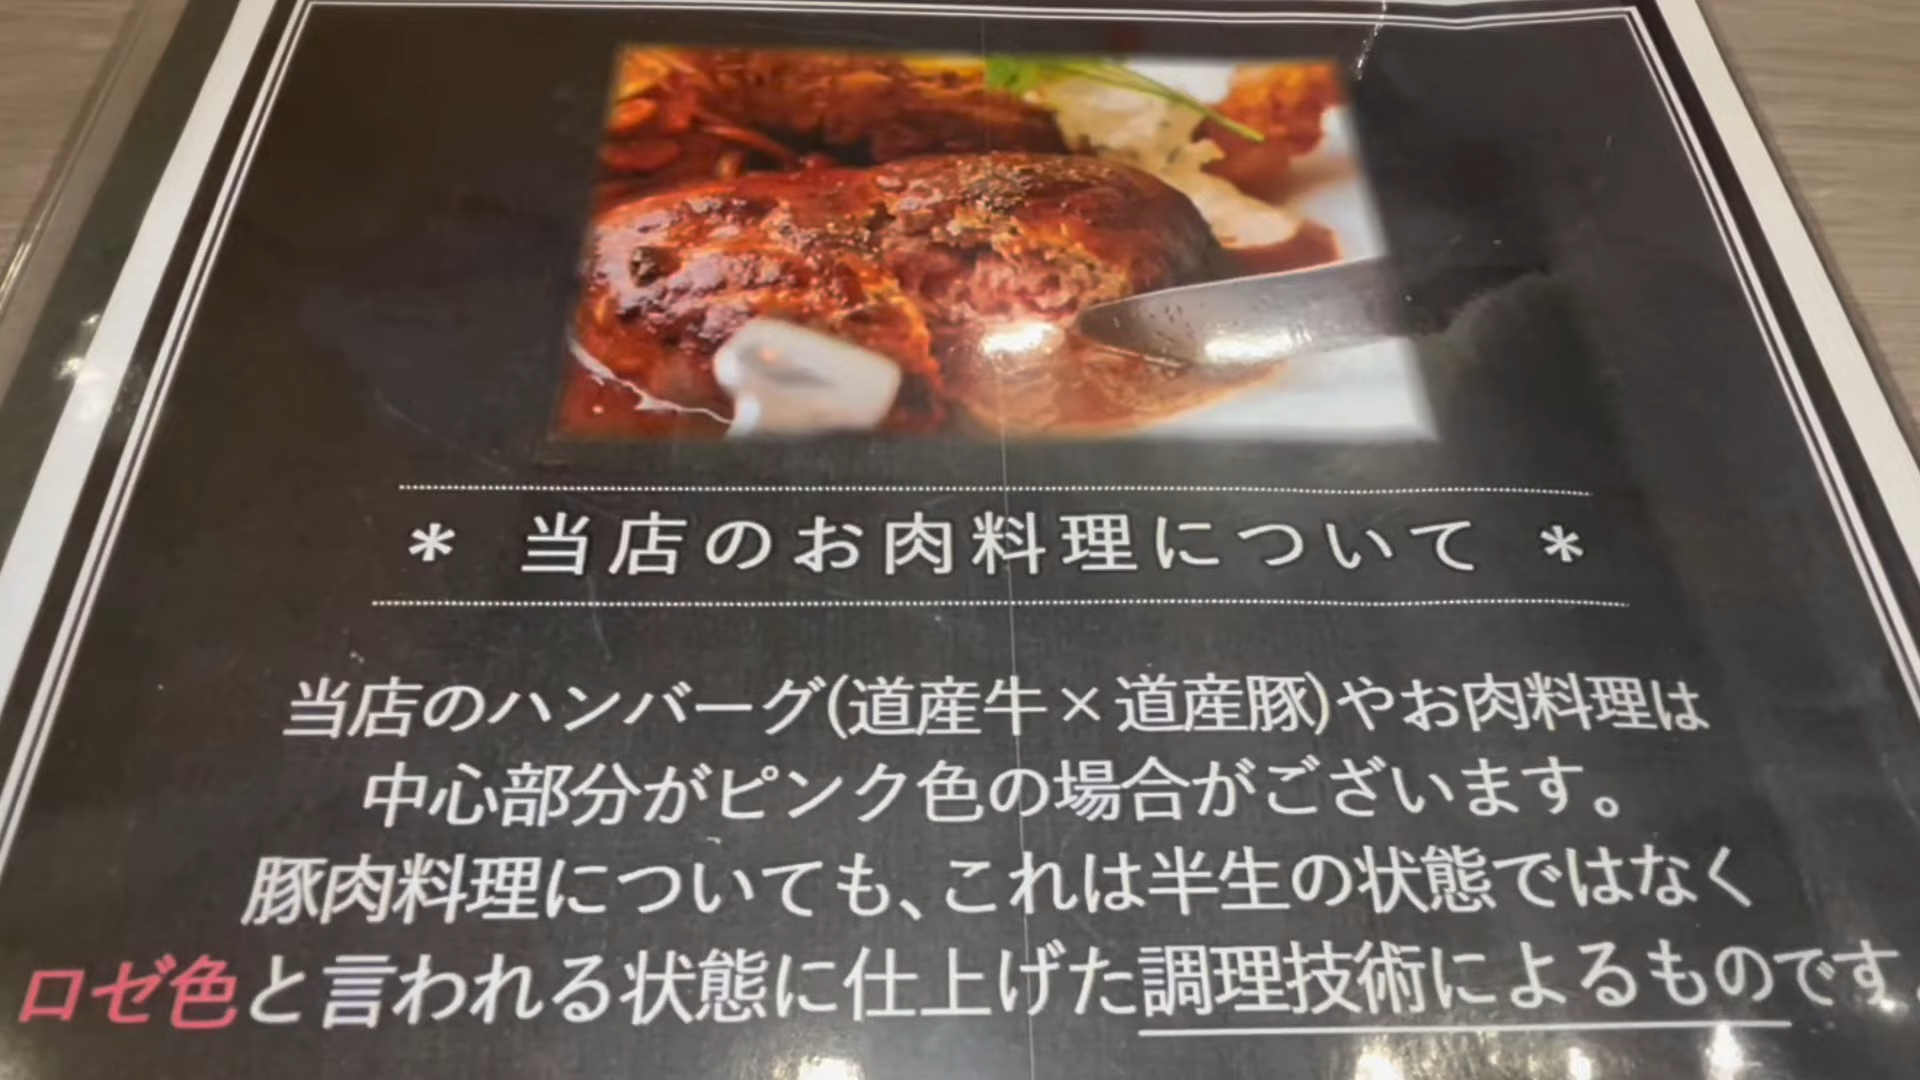 * 当店のお肉料理について *
当店のハンバーグ(道産牛×道産豚)やお肉料理は
中心部分がピンク色の場合がございます。
豚肉料理についても、これは半生の状態ではなく
ロゼ色と言われる状態に仕上げた調理技術によるものです。